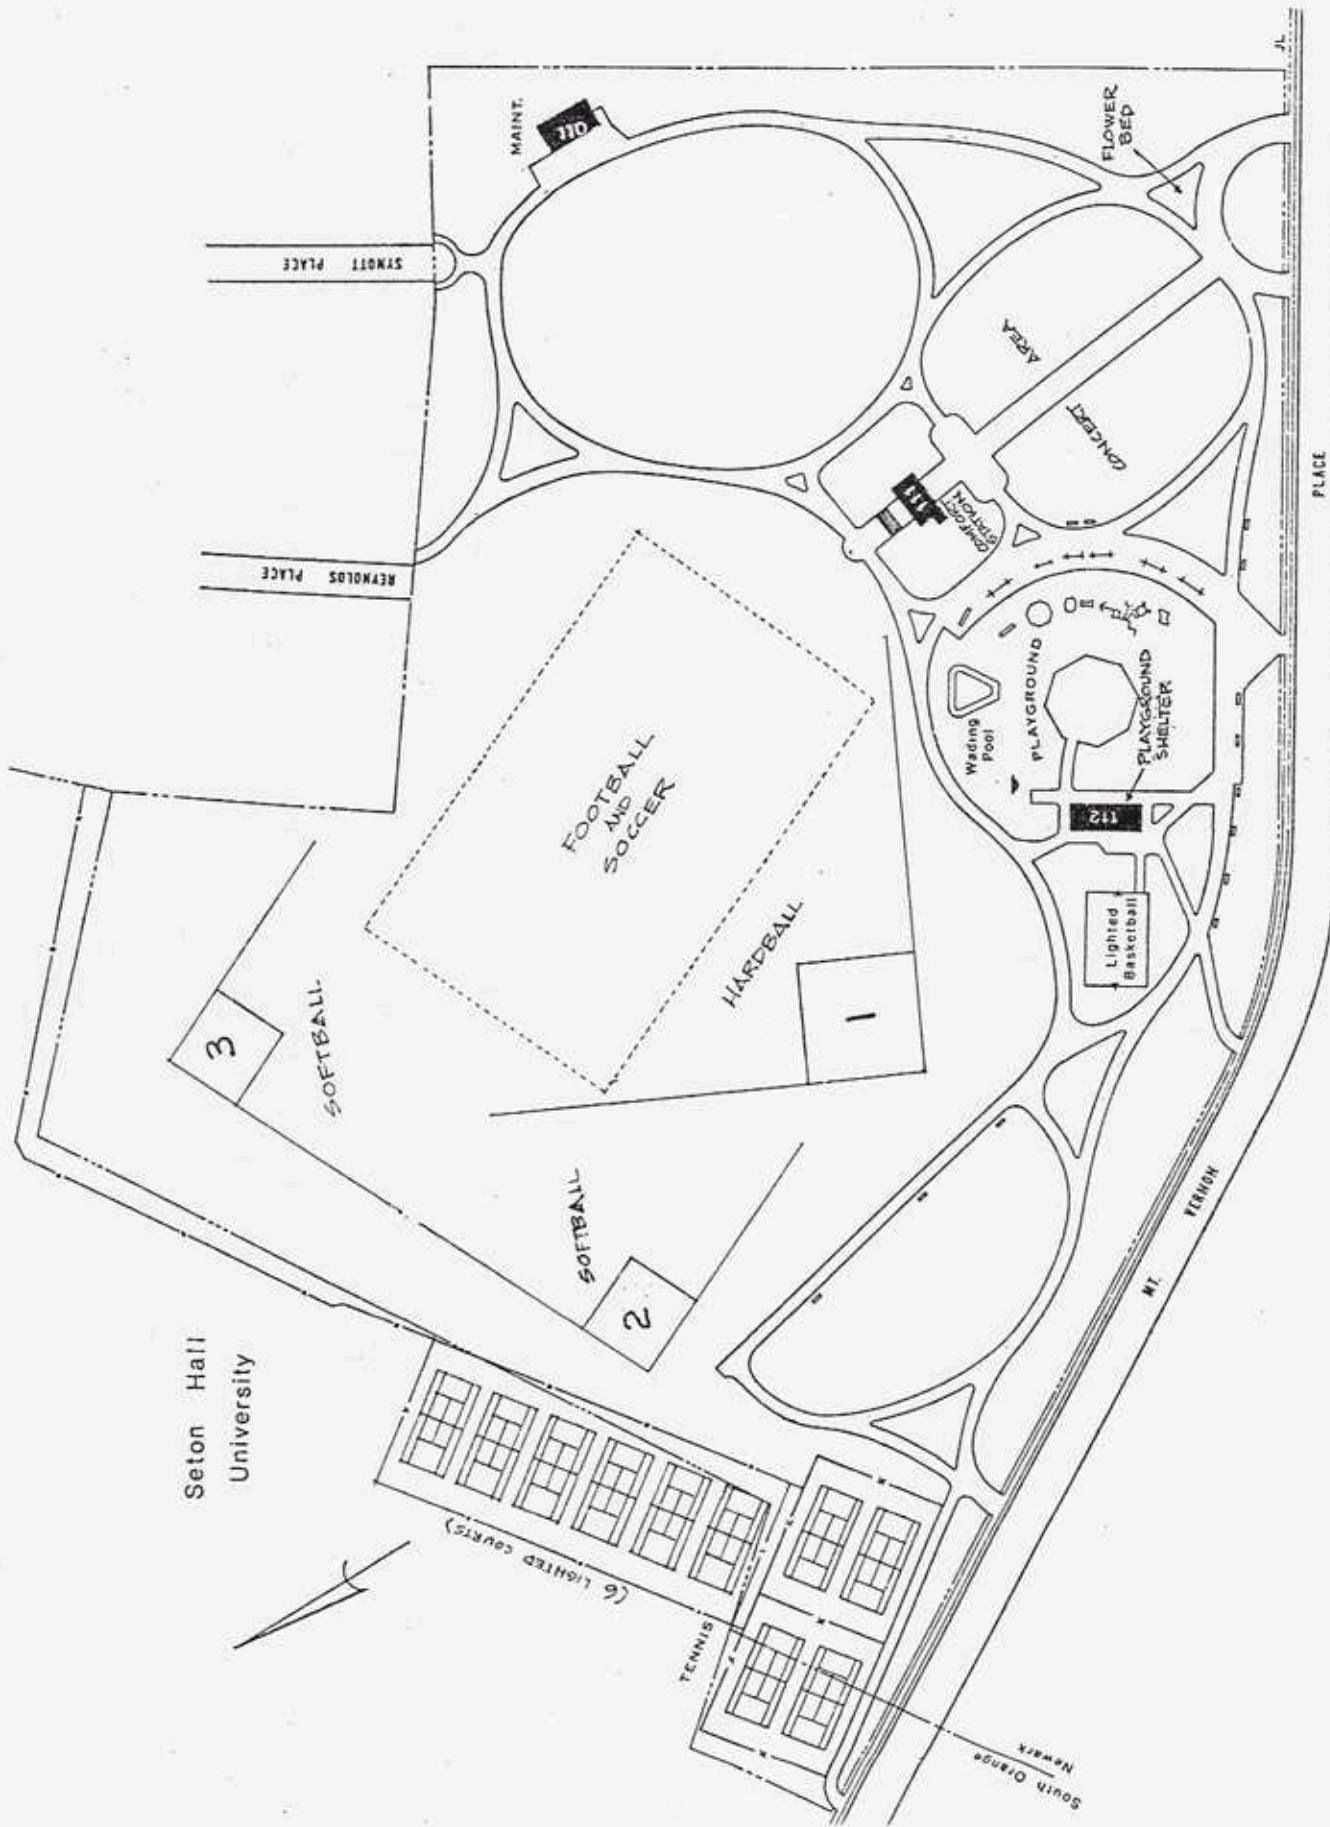 JL
MAINT.
110
FLOWER
BED
SYNOTT PLACE
REYNOLDS PLACE
AREA
CONCERT
111
COMFORT
STATION
PLACE
FOOTBALL
AND
SOCCER
Wading
Pool
PLAYGROUND
PLAYGROUND
SHELTER
112
Lighted
Basketball
HARDBALL
1
3
SOFTBALL
SOFTBALL
2
MT. VERNON
Seton Hall
University
(6 LIGHTED COURTS)
TENNIS
South Orange
Newark